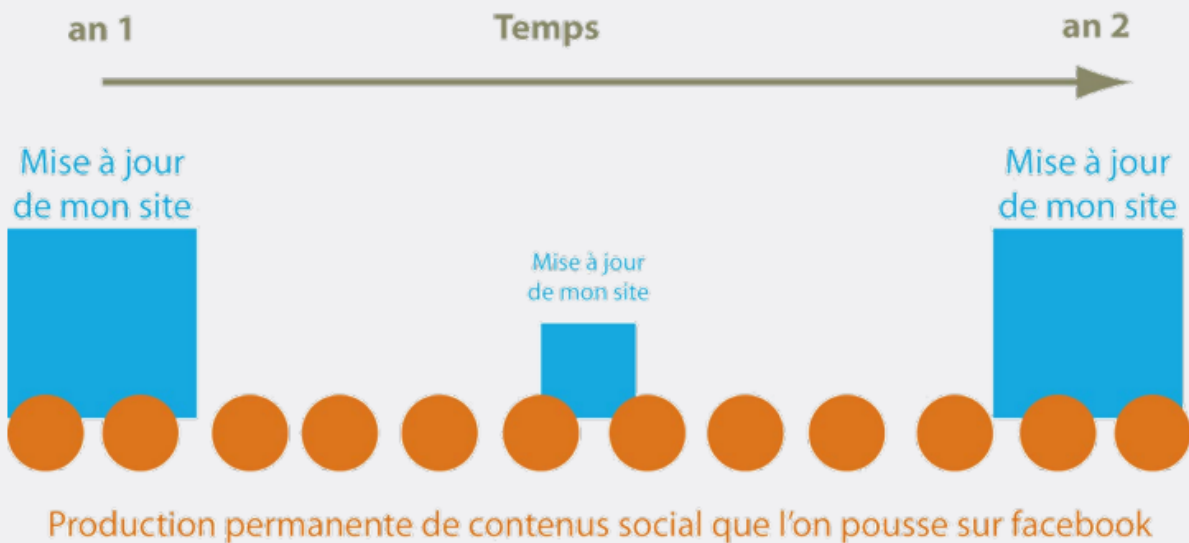 an 1 Temps an 2
Mise à jour
de mon site
Mise à jour
de mon site
Mise à jour
de mon site
Production permanente de contenus social que l'on pousse sur facebook